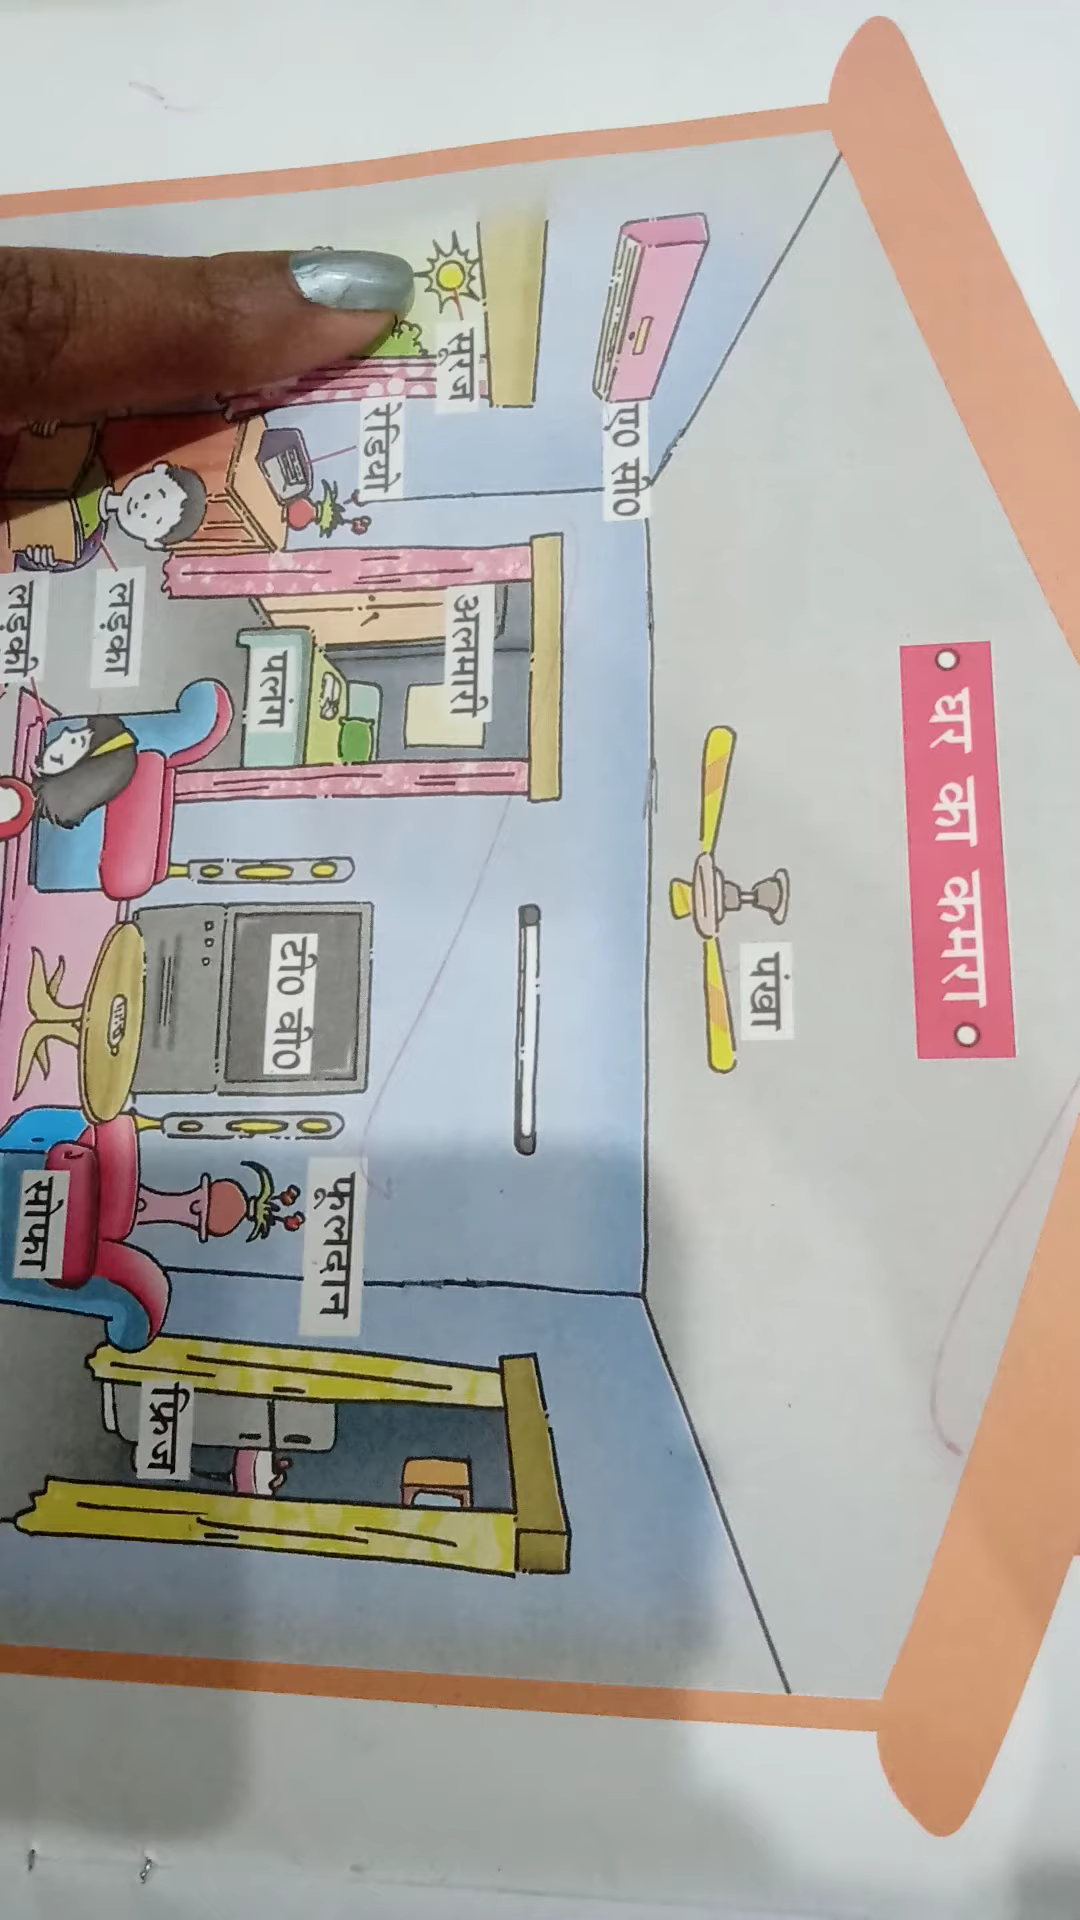 घर का कमरा
पंखा
ए० सी०
सूरज
रेडियो
अलमारी
पलंग
टी० वी०
फूलदान
लड़का
लड़की
सोफा
फ्रिज